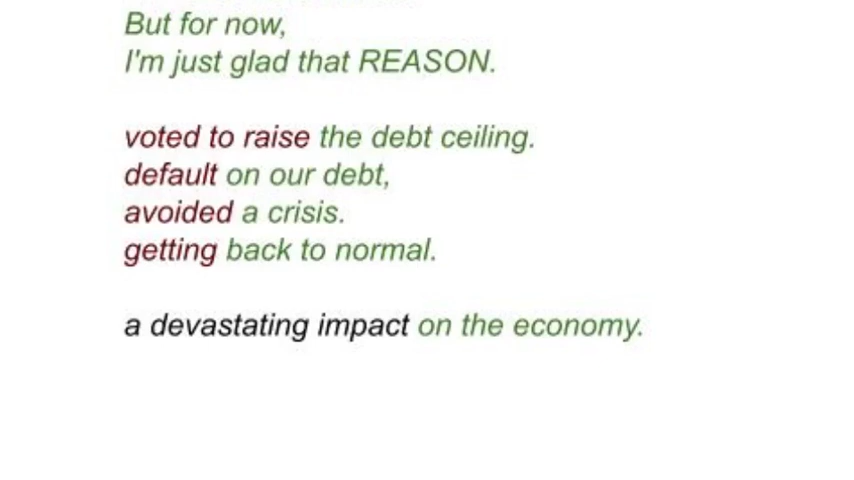 But for now,
I'm just glad that REASON.
voted to raise the debt ceiling.
default on our debt,
avoided a crisis.
getting back to normal.
a devastating impact on the economy.